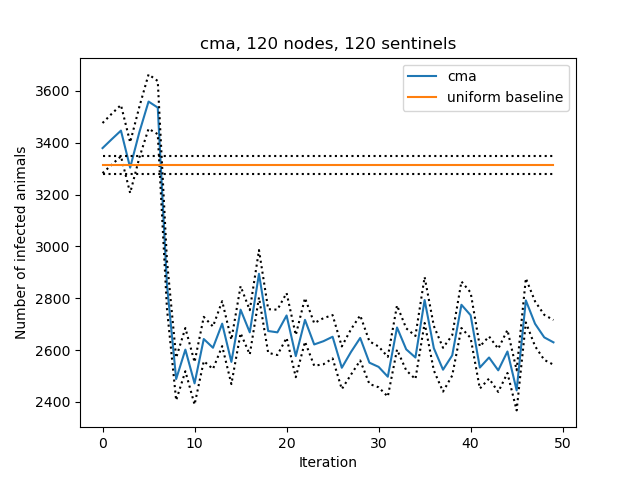 cma, 120 nodes, 120 sentinels
cma
uniform baseline
Number of infected animals
3600
3400
3200
3000
2800
2600
2400
0 10 20 30 40 50
Iteration